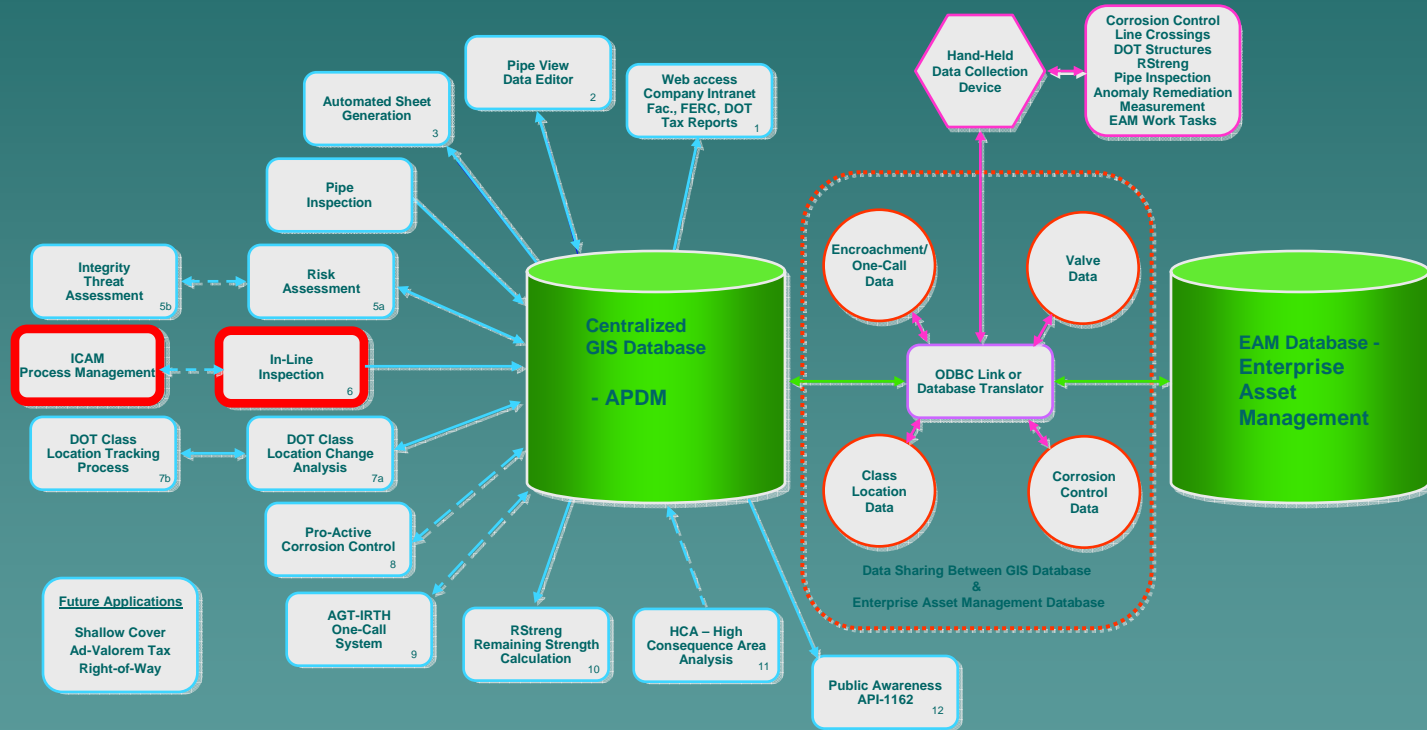 Pipe View
Data Editor
2
Web access
Company Intranet
Fac., FERC, DOT
Tax Reports
1
Automated Sheet
Generation
3
Pipe
Inspection
Integrity
Threat
Assessment
5b
Risk
Assessment
5a
ICAM
Process Management
In-Line
Inspection
6
DOT Class
Location Tracking
Process
7b
DOT Class
Location Change
Analysis
7a
Pro-Active
Corrosion Control
8
AGT-IRTH
One-Call
System
9
RStreng
Remaining Strength
Calculation
10
HCA – High
Consequence Area
Analysis
11
Public Awareness
API-1162
12
Future Applications
Shallow Cover
Ad-Valorem Tax
Right-of-Way
Centralized
GIS Database
- APDM
Hand-Held
Data Collection
Device
Corrosion Control
Line Crossings
DOT Structures
RStreng
Pipe Inspection
Anomaly Remediation
Measurement
EAM Work Tasks
Encroachment/
One-Call
Data
Valve
Data
ODBC Link or
Database Translator
Class
Location
Data
Corrosion
Control
Data
Data Sharing Between GIS Database
&
Enterprise Asset Management Database
EAM Database -
Enterprise
Asset
Management